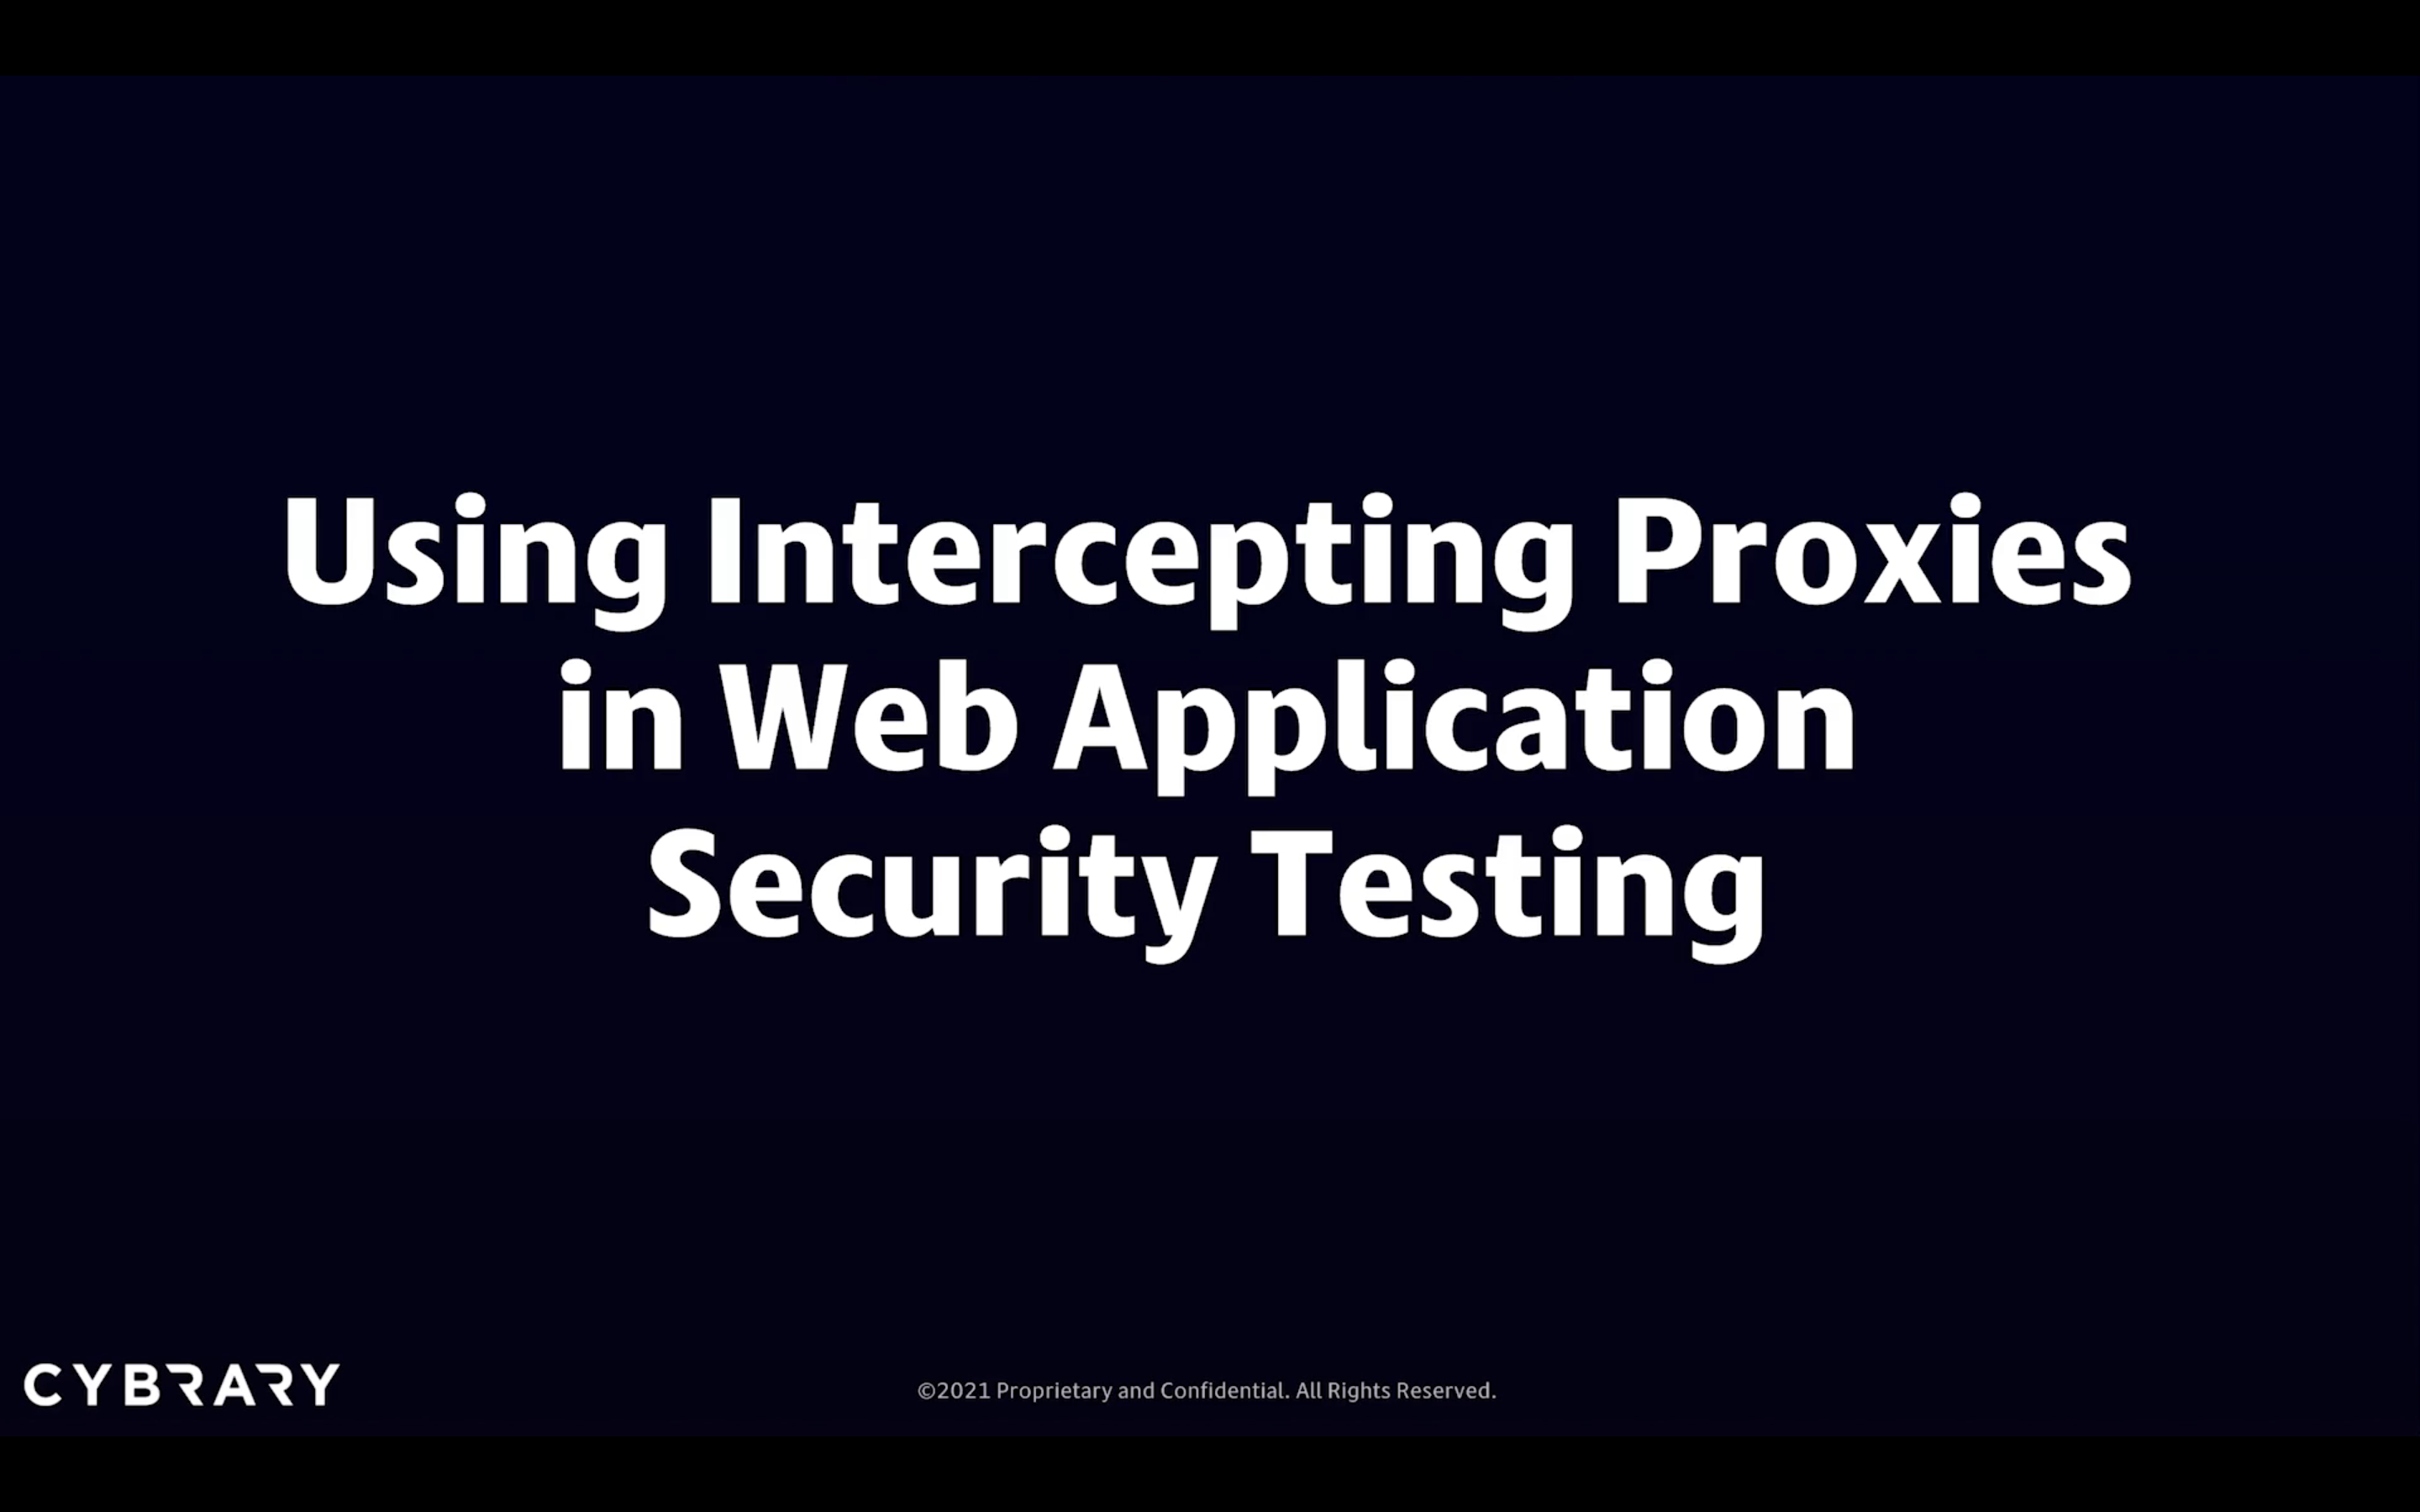 Using Intercepting Proxies
in Web Application
Security Testing
CYBRARY
©2021 Proprietary and Confidential. All Rights Reserved.